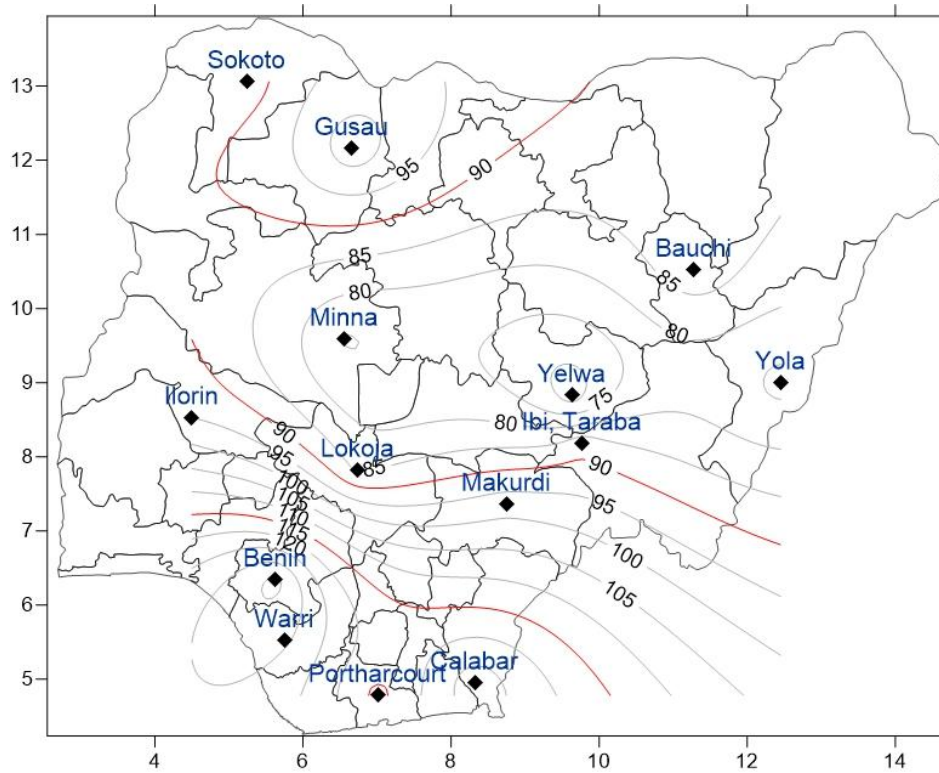 Sokoto
13
Gusau
12
95
90
11
Bauchi
85
85
10
80
80
Minna
9
Yola
Yelwa
75
Ilorin
80
Ibi, Taraba
90
8
Lokoja
85
90
95
Makurdi
100
95
105
7
110
115
100
120
Benin
105
6
Warri
5
Portharcourt
Calabar
4
6
8
10
12
14